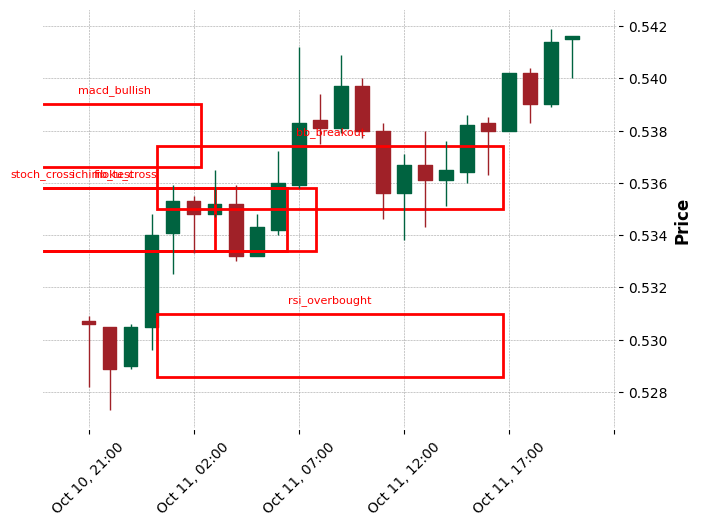 macd_bullish
bb_breakout
stoch_cross
rsi_overbought
0.542
0.540
0.538
0.536
0.534
0.532
0.530
0.528
Price
Oct 10, 21:00
Oct 11, 02:00
Oct 11, 07:00
Oct 11, 12:00
Oct 11, 17:00